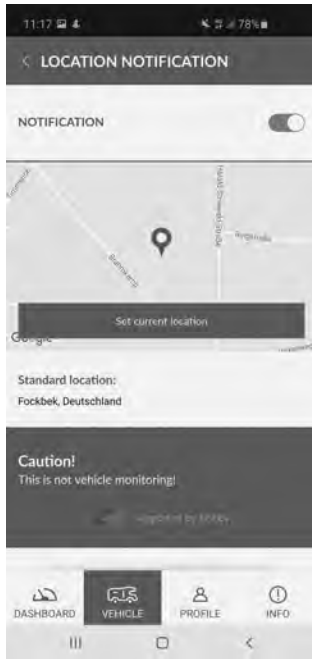 11:17
78%
< LOCATION NOTIFICATION
NOTIFICATION
Set current location
Google
Standard location:
Fockbek, Deutschland
Caution!
This is not vehicle monitoring!
DASHBOARD
VEHICLE
PROFILE
INFO